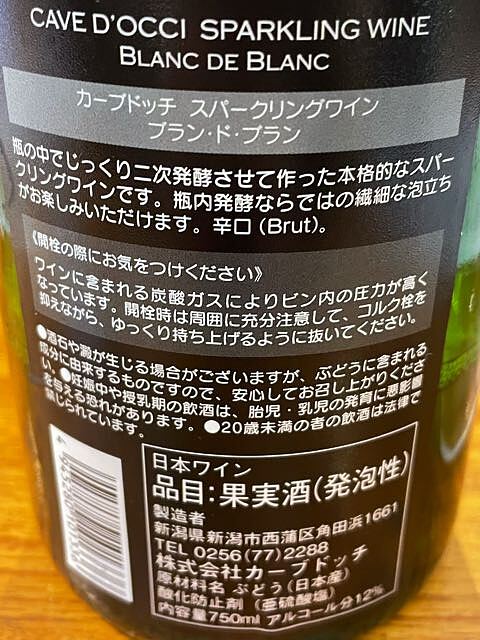 CAVE D'OCCI SPARKLING WINE
BLANC DE BLANC
カーブドッチ スパークリングワイン
ブラン・ド・ブラン
瓶の中でじっくり二次発酵させて作った本格的なスパー
クリングワインです。瓶内発酵ならではの繊細な泡立ち
がお楽しみいただけます。辛口(Brut)。
《開栓の際にお気をつけください》
ワインに含まれる炭酸ガスによりビン内の圧力が高く
なっています。開栓時は周囲に充分注意して、コルク栓を
抑えながら、ゆっくり持ち上げるように抜いてください。
●酒石や澱が生じる場合がございますが、ぶどうに含まれる
成分に由来するものですので、安心してお召し上がりくださ
い。●妊娠中や授乳期の飲酒は、胎児・乳児の発育に悪影響
を与える恐れがあります。●20歳未満の者の飲酒は法律で
禁じられています。
日本ワイン
品目:果実酒(発泡性)
製造者
新潟県新潟市西蒲区角田浜1661
TEL 0256(77)2288
株式会社カーブドッチ
原材料名 ぶどう(日本産)
酸化防止剤(亜硫酸塩)
内容量750ml アルコール分12%